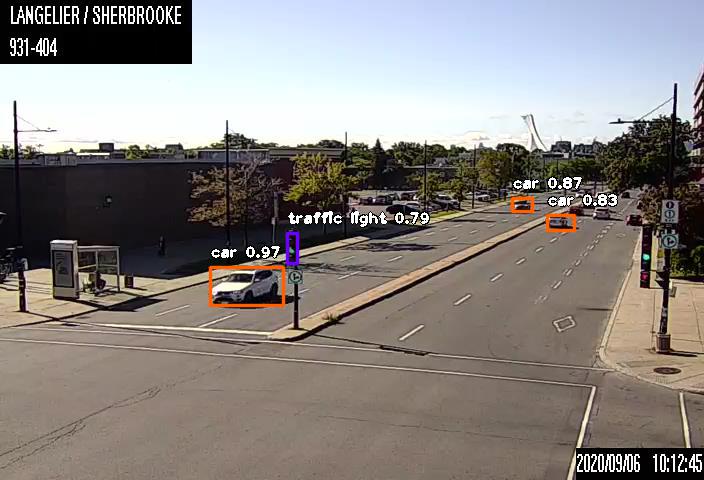 LANGELIER / SHERBROOKE
931-404
car 0.87
car 0.83
traffic light 0.79
car 0.97
2020/09/06 10:12:45